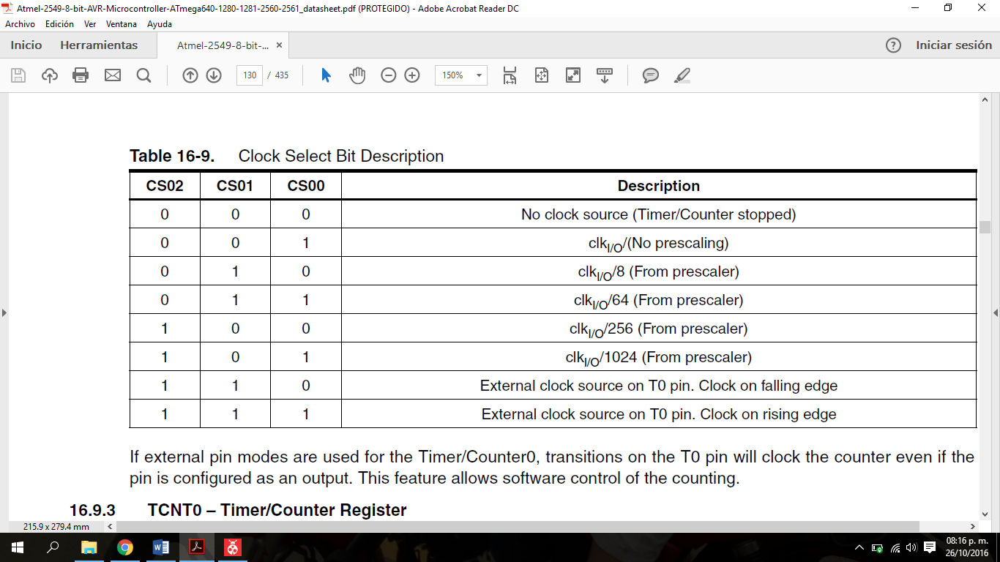 Atmel-2549-8-bit-AVR-Microcontroller-ATmega640-1280-1281-2560-2561_datasheet.pdf (PROTEGIDO) - Adobe Acrobat Reader DC
Archivo Edición Ver Ventana Ayuda
Inicio Herramientas Atmel-2549-8-bit-... × ? Iniciar sesión
130 / 435 150%
Table 16-9. Clock Select Bit Description
CS02 CS01 CS00 Description
0 0 0 No clock source (Timer/Counter stopped)
0 0 1 clkI/O/(No prescaling)
0 1 0 clkI/O/8 (From prescaler)
0 1 1 clkI/O/64 (From prescaler)
1 0 0 clkI/O/256 (From prescaler)
1 0 1 clkI/O/1024 (From prescaler)
1 1 0 External clock source on T0 pin. Clock on falling edge
1 1 1 External clock source on T0 pin. Clock on rising edge
If external pin modes are used for the Timer/Counter0, transitions on the T0 pin will clock the counter even if the
pin is configured as an output. This feature allows software control of the counting.
16.9.3 TCNT0 – Timer/Counter Register
215.9 x 279.4 mm
08:16 p. m.
26/10/2016